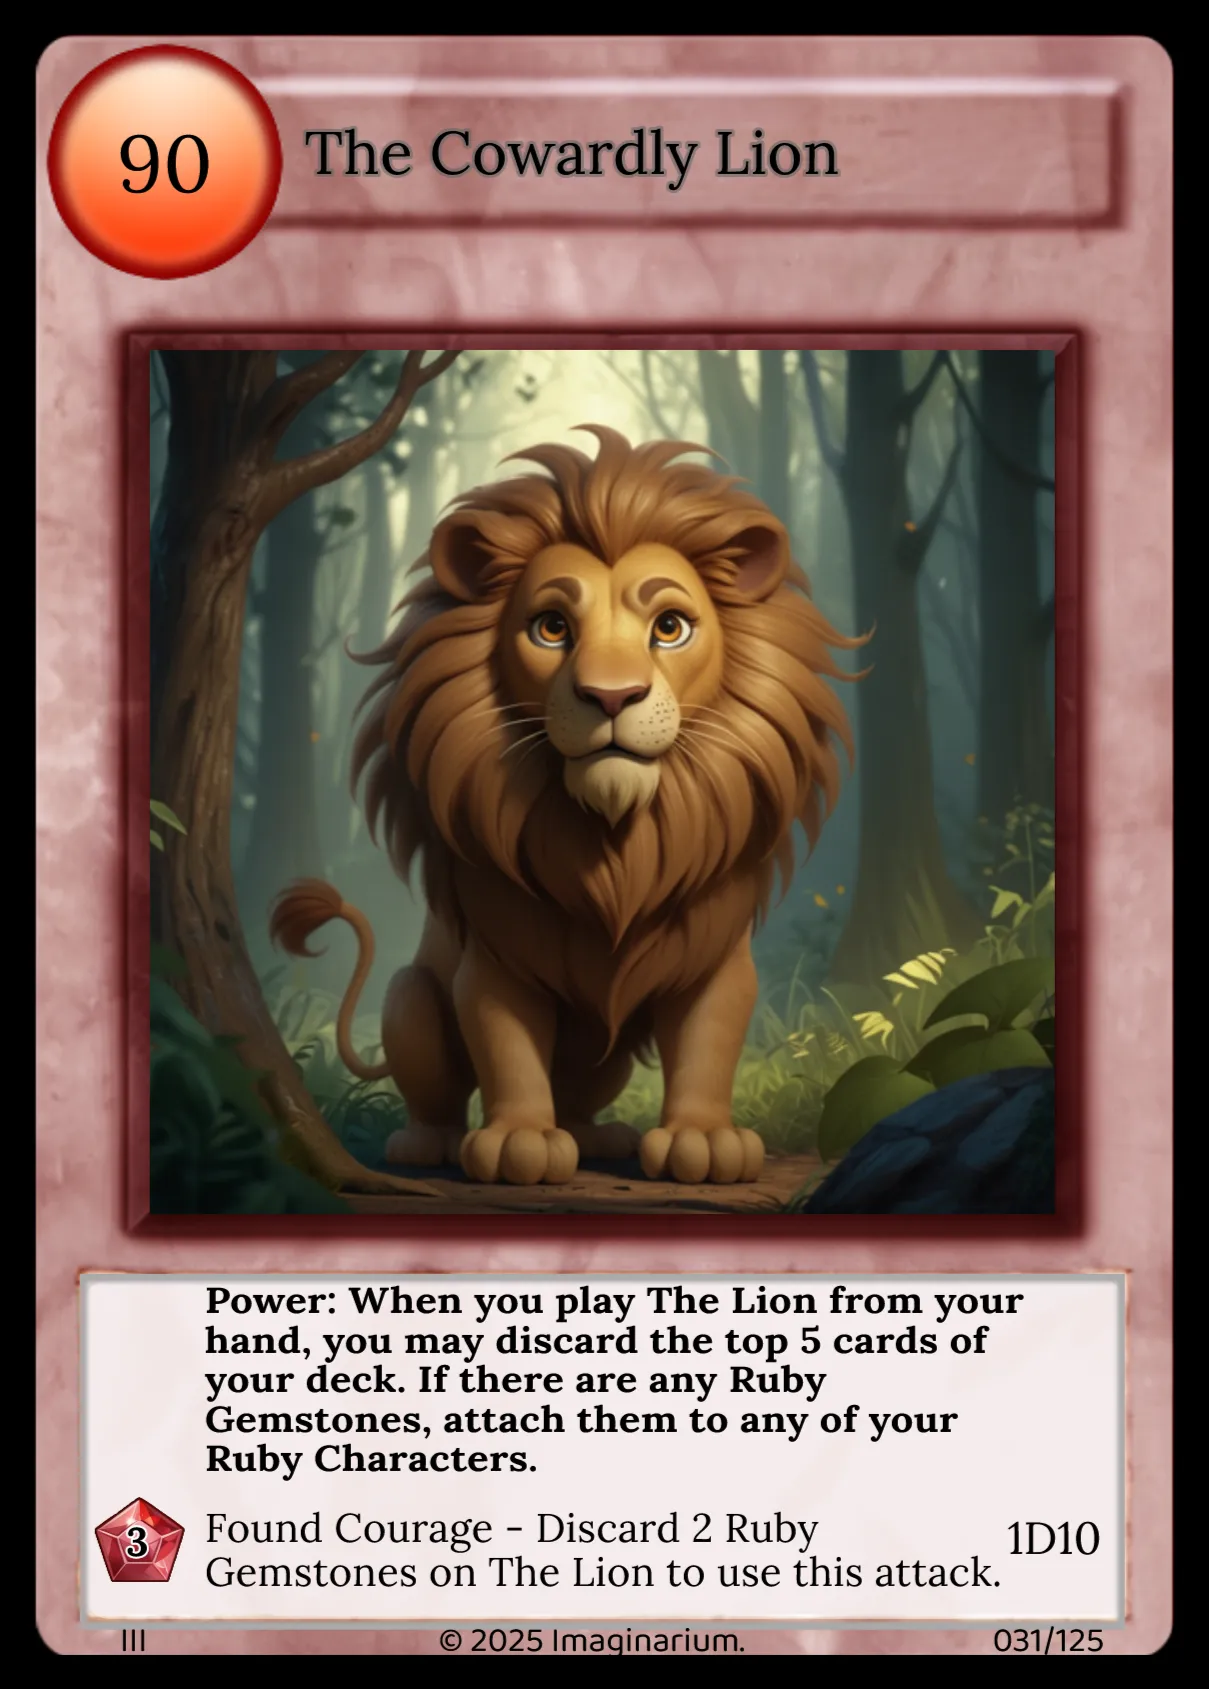 90
The Cowardly Lion
Power: When you play The Lion from your
hand, you may discard the top 5 cards of
your deck. If there are any Ruby
Gemstones, attach them to any of your
Ruby Characters.
3
Found Courage - Discard 2 Ruby
Gemstones on The Lion to use this attack.
1D10
III
© 2025 Imaginarium.
031/125